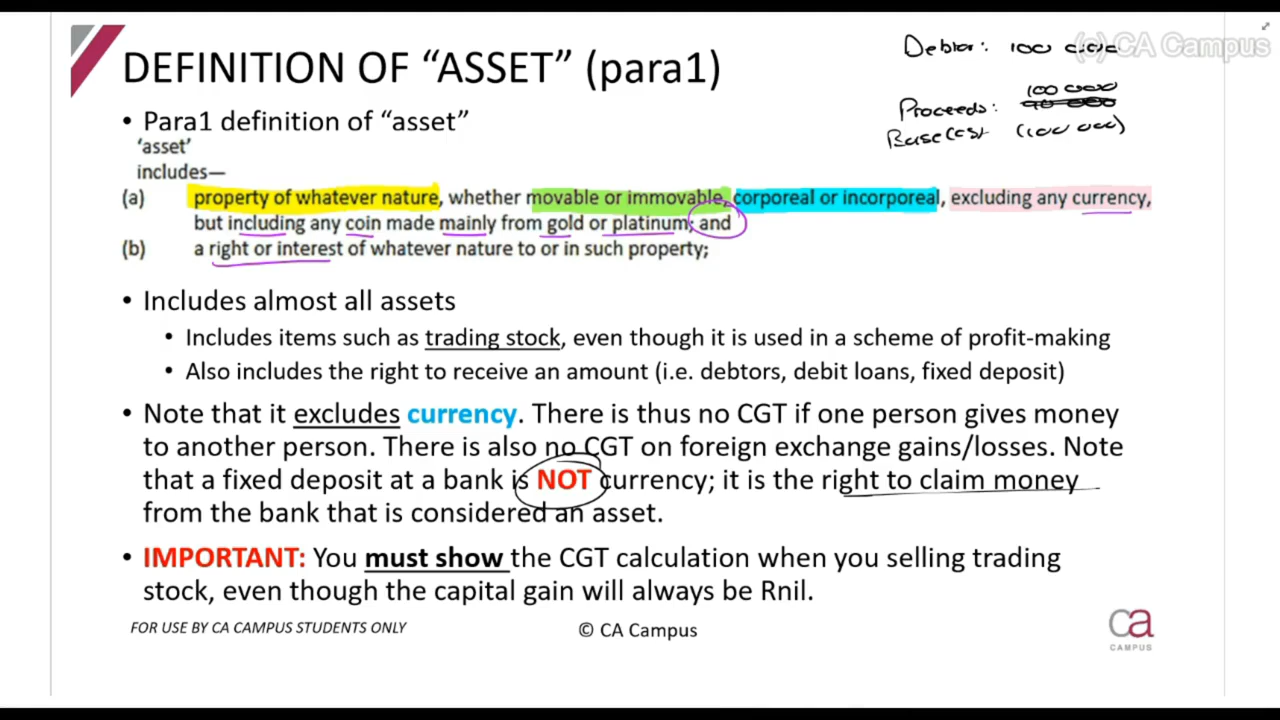 (c) CA Campus
Debtor: 100 000
DEFINITION OF “ASSET” (para1)
100 000
Proceeds: 90 000
Base Cost (100 000)
• Para1 definition of “asset”
‘asset’
includes—
(a) property of whatever nature, whether movable or immovable, corporeal or incorporeal, excluding any currency,
but including any coin made mainly from gold or platinum; and
(b) a right or interest of whatever nature to or in such property;
• Includes almost all assets
• Includes items such as trading stock, even though it is used in a scheme of profit-making
• Also includes the right to receive an amount (i.e. debtors, debit loans, fixed deposit)
• Note that it excludes currency. There is thus no CGT if one person gives money
to another person. There is also no CGT on foreign exchange gains/losses. Note
that a fixed deposit at a bank is NOT currency; it is the right to claim money
from the bank that is considered an asset.
• IMPORTANT: You must show the CGT calculation when you selling trading
stock, even though the capital gain will always be Rnil.
FOR USE BY CA CAMPUS STUDENTS ONLY
© CA Campus
ca
CAMPUS